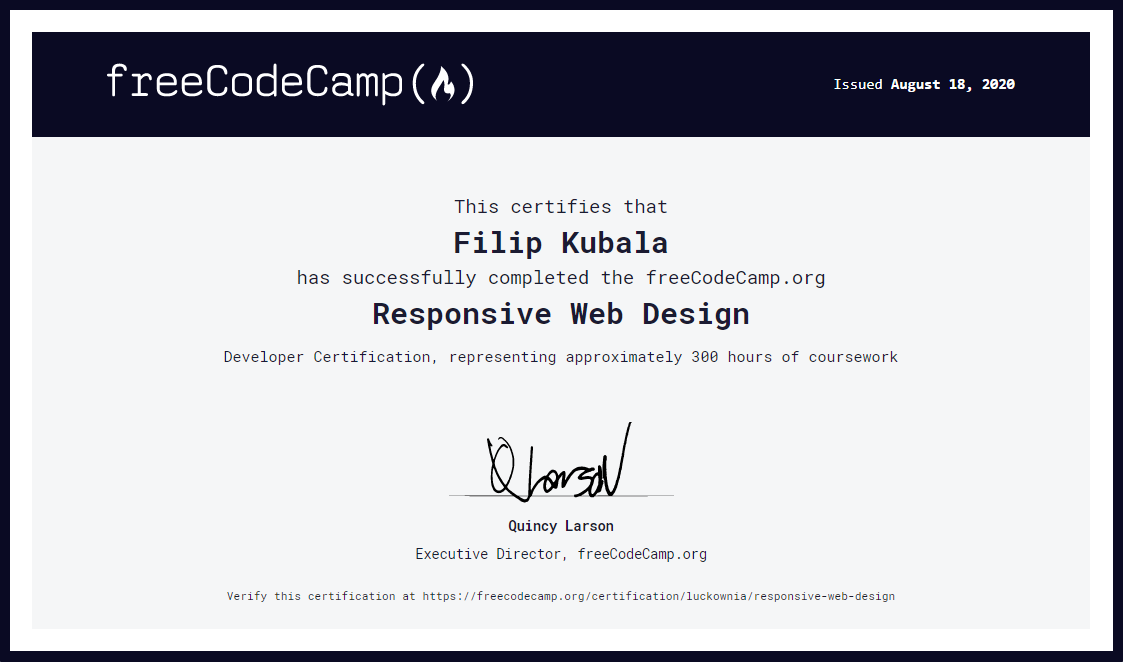 freeCodeCamp(🔥)
Issued August 18, 2020
This certifies that
Filip Kubala
has successfully completed the freeCodeCamp.org
Responsive Web Design
Developer Certification, representing approximately 300 hours of coursework
QLarson
Quincy Larson
Executive Director, freeCodeCamp.org
Verify this certification at https://freecodecamp.org/certification/luckownia/responsive-web-design